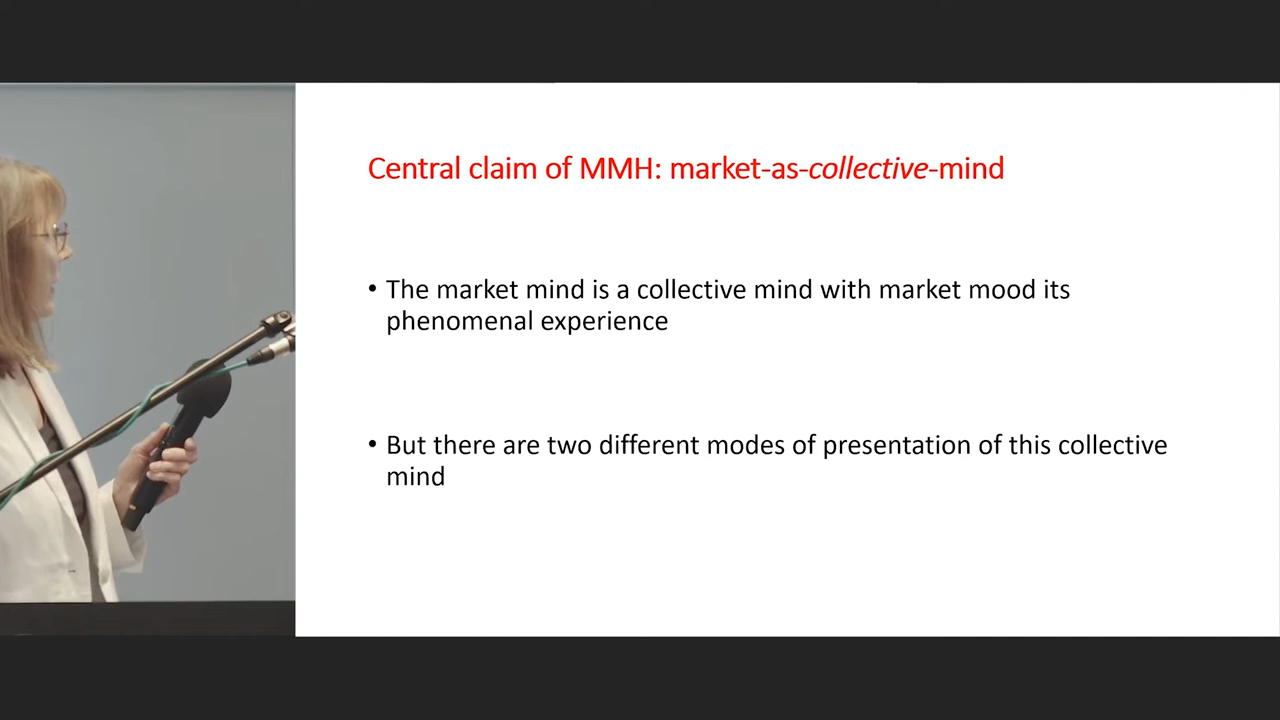 Central claim of MMH: market-as-collective-mind
• The market mind is a collective mind with market mood its
phenomenal experience
• But there are two different modes of presentation of this collective
mind